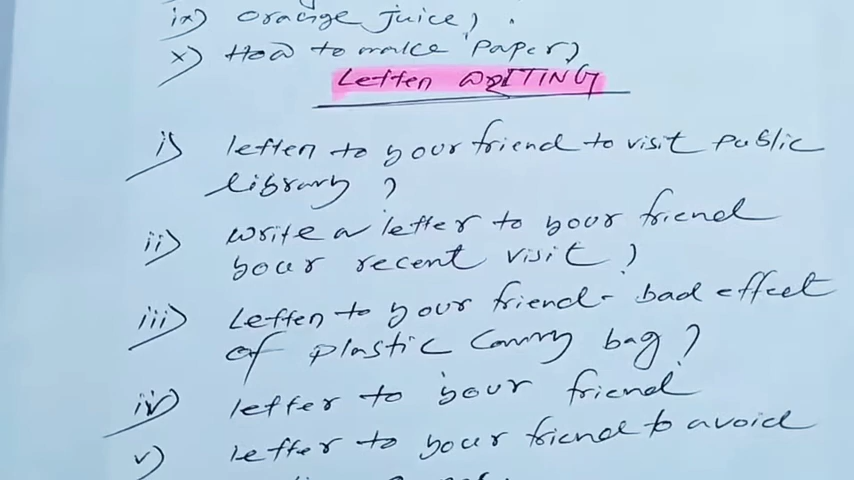 ix) orange juice?
x) How to make paper?
Letter WRITING
i) letter to your friend to visit public
library ?
ii) write a letter to your friend
your recent visit ?
iii) Letter to your friend - bad effect
of plastic carry bag ?
iv) letter to your friend
v) letter to your friend to avoid